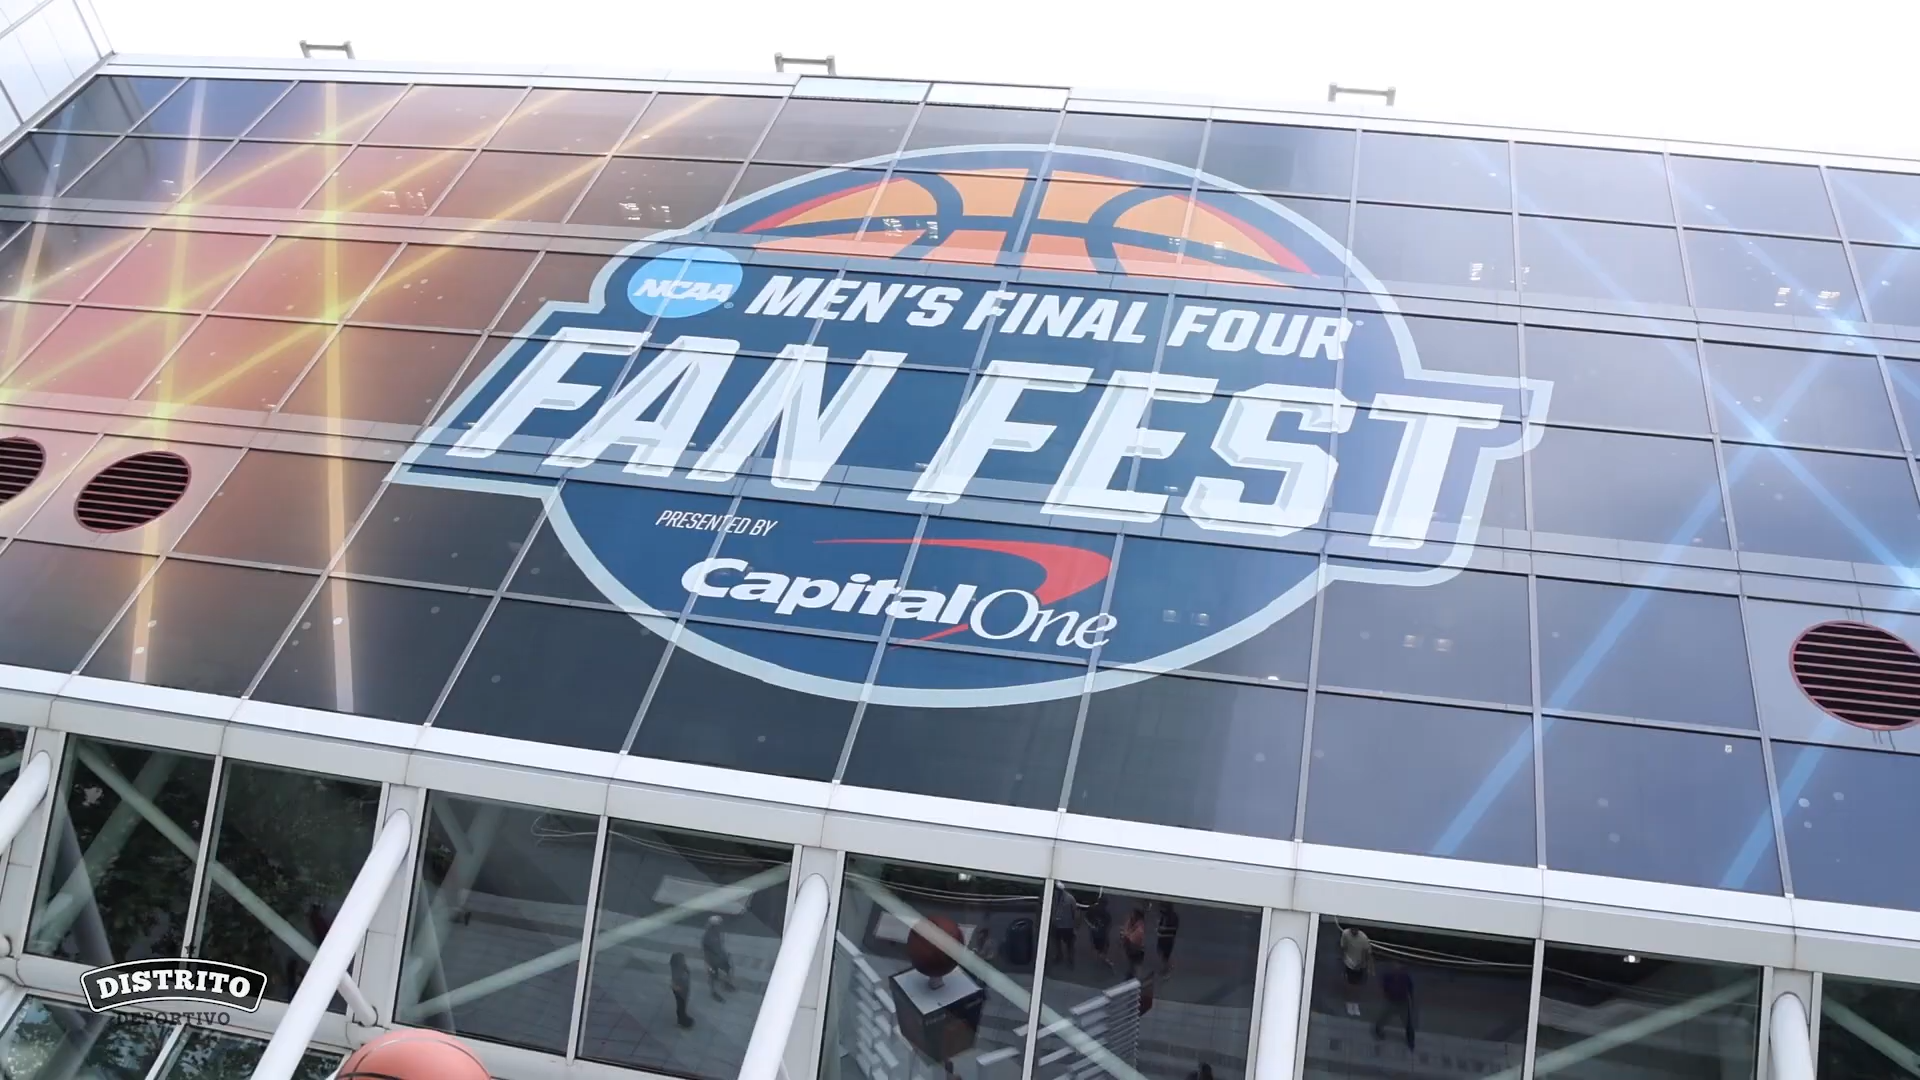 NCAA MEN'S FINAL FOUR
FAN FEST
PRESENTED BY
Capital One
DISTRITO
DEPORTIVO